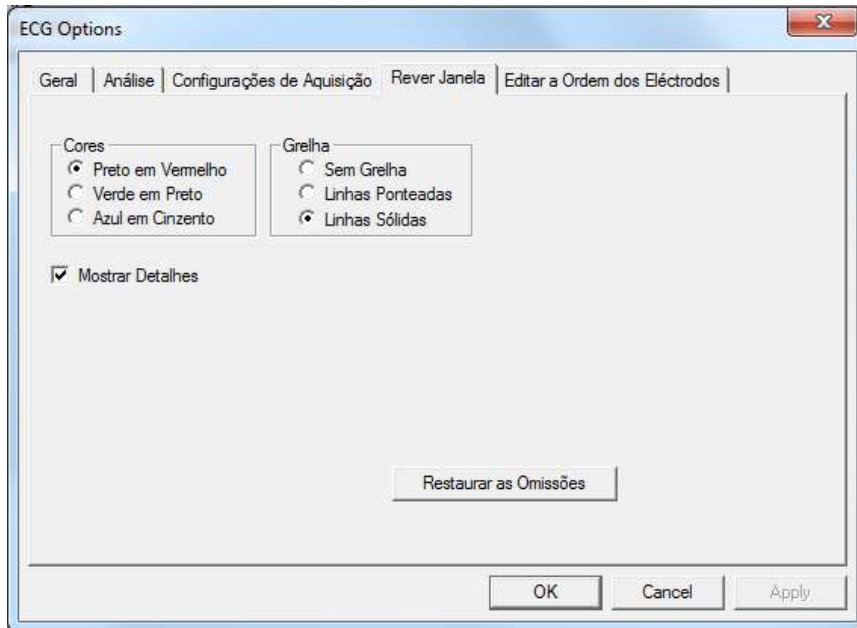 ECG Options
Geral Análise Configurações de Aquisição Rever Janela Editar a Ordem dos Eléctrodos
Cores
Preto em Vermelho
Verde em Preto
Azul em Cinzento
Grelha
Sem Grelha
Linhas Ponteadas
Linhas Sólidas
Mostrar Detalhes
Restaurar as Omissões
OK Cancel Apply